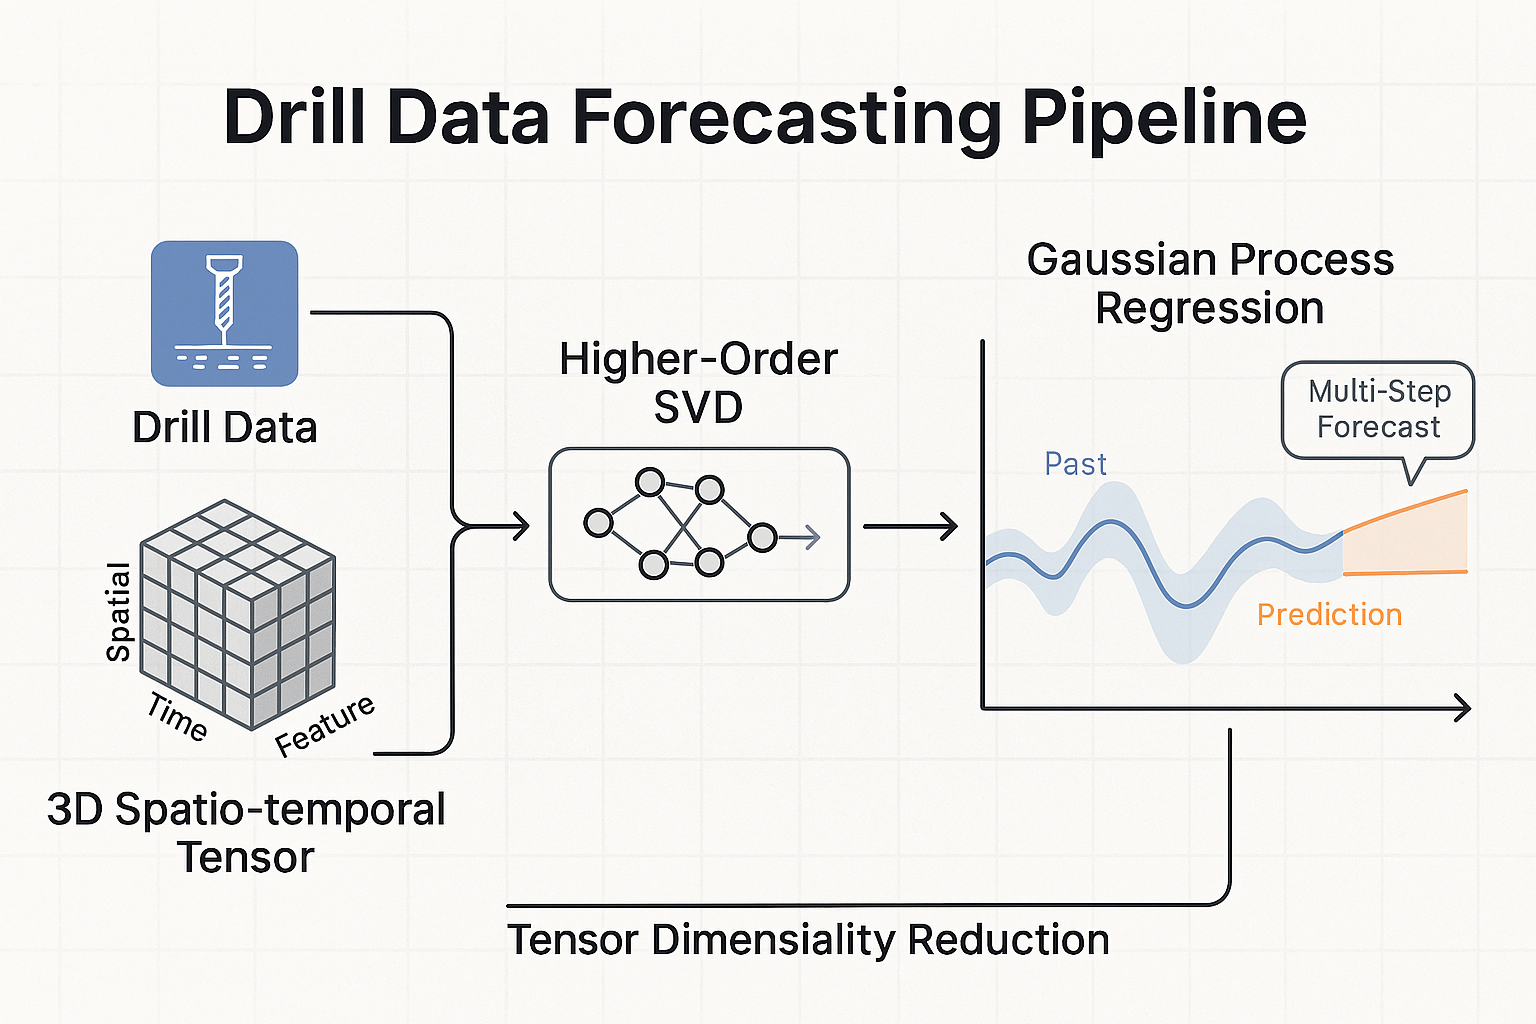 Drill Data Forecasting Pipeline
Drill Data
Spatial
Time
Feature
3D Spatio-temporal
Tensor
Higher-Order
SVD
Gaussian Process
Regression
Multi-Step
Forecast
Past
Prediction
Tensor Dimensiality Reduction